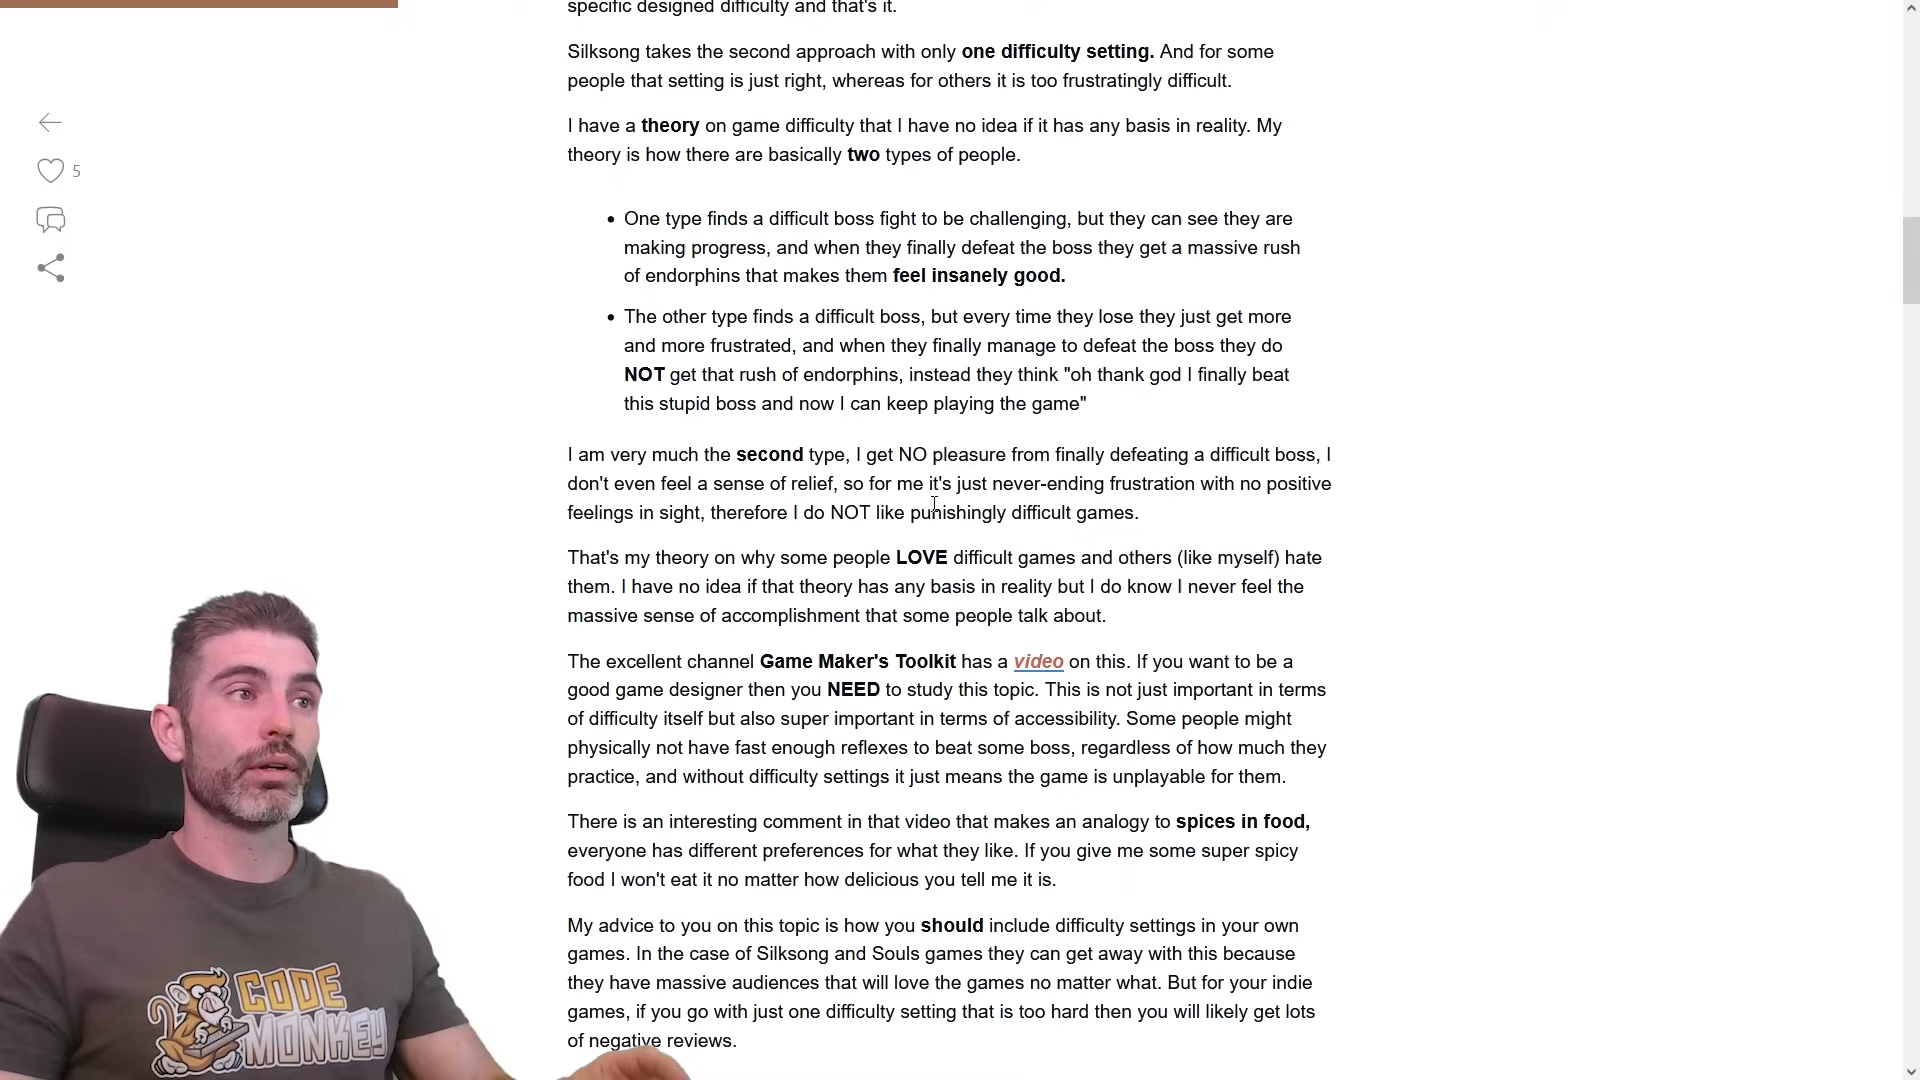 specific designed difficulty and that's it.
Silksong takes the second approach with only one difficulty setting. And for some
people that setting is just right, whereas for others it is too frustratingly difficult.
I have a theory on game difficulty that I have no idea if it has any basis in reality. My
theory is how there are basically two types of people.
5
• One type finds a difficult boss fight to be challenging, but they can see they are
making progress, and when they finally defeat the boss they get a massive rush
of endorphins that makes them feel insanely good.
• The other type finds a difficult boss, but every time they lose they just get more
and more frustrated, and when they finally manage to defeat the boss they do
NOT get that rush of endorphins, instead they think "oh thank god I finally beat
this stupid boss and now I can keep playing the game"
I am very much the second type, I get NO pleasure from finally defeating a difficult boss, I
don't even feel a sense of relief, so for me it's just never-ending frustration with no positive
feelings in sight, therefore I do NOT like punishingly difficult games.
That's my theory on why some people LOVE difficult games and others (like myself) hate
them. I have no idea if that theory has any basis in reality but I do know I never feel the
massive sense of accomplishment that some people talk about.
The excellent channel Game Maker's Toolkit has a video on this. If you want to be a
good game designer then you NEED to study this topic. This is not just important in terms
of difficulty itself but also super important in terms of accessibility. Some people might
physically not have fast enough reflexes to beat some boss, regardless of how much they
practice, and without difficulty settings it just means the game is unplayable for them.
There is an interesting comment in that video that makes an analogy to spices in food,
everyone has different preferences for what they like. If you give me some super spicy
food I won't eat it no matter how delicious you tell me it is.
My advice to you on this topic is how you should include difficulty settings in your own
games. In the case of Silksong and Souls games they can get away with this because
they have massive audiences that will love the games no matter what. But for your indie
games, if you go with just one difficulty setting that is too hard then you will likely get lots
of negative reviews.
CODE
MONKEY